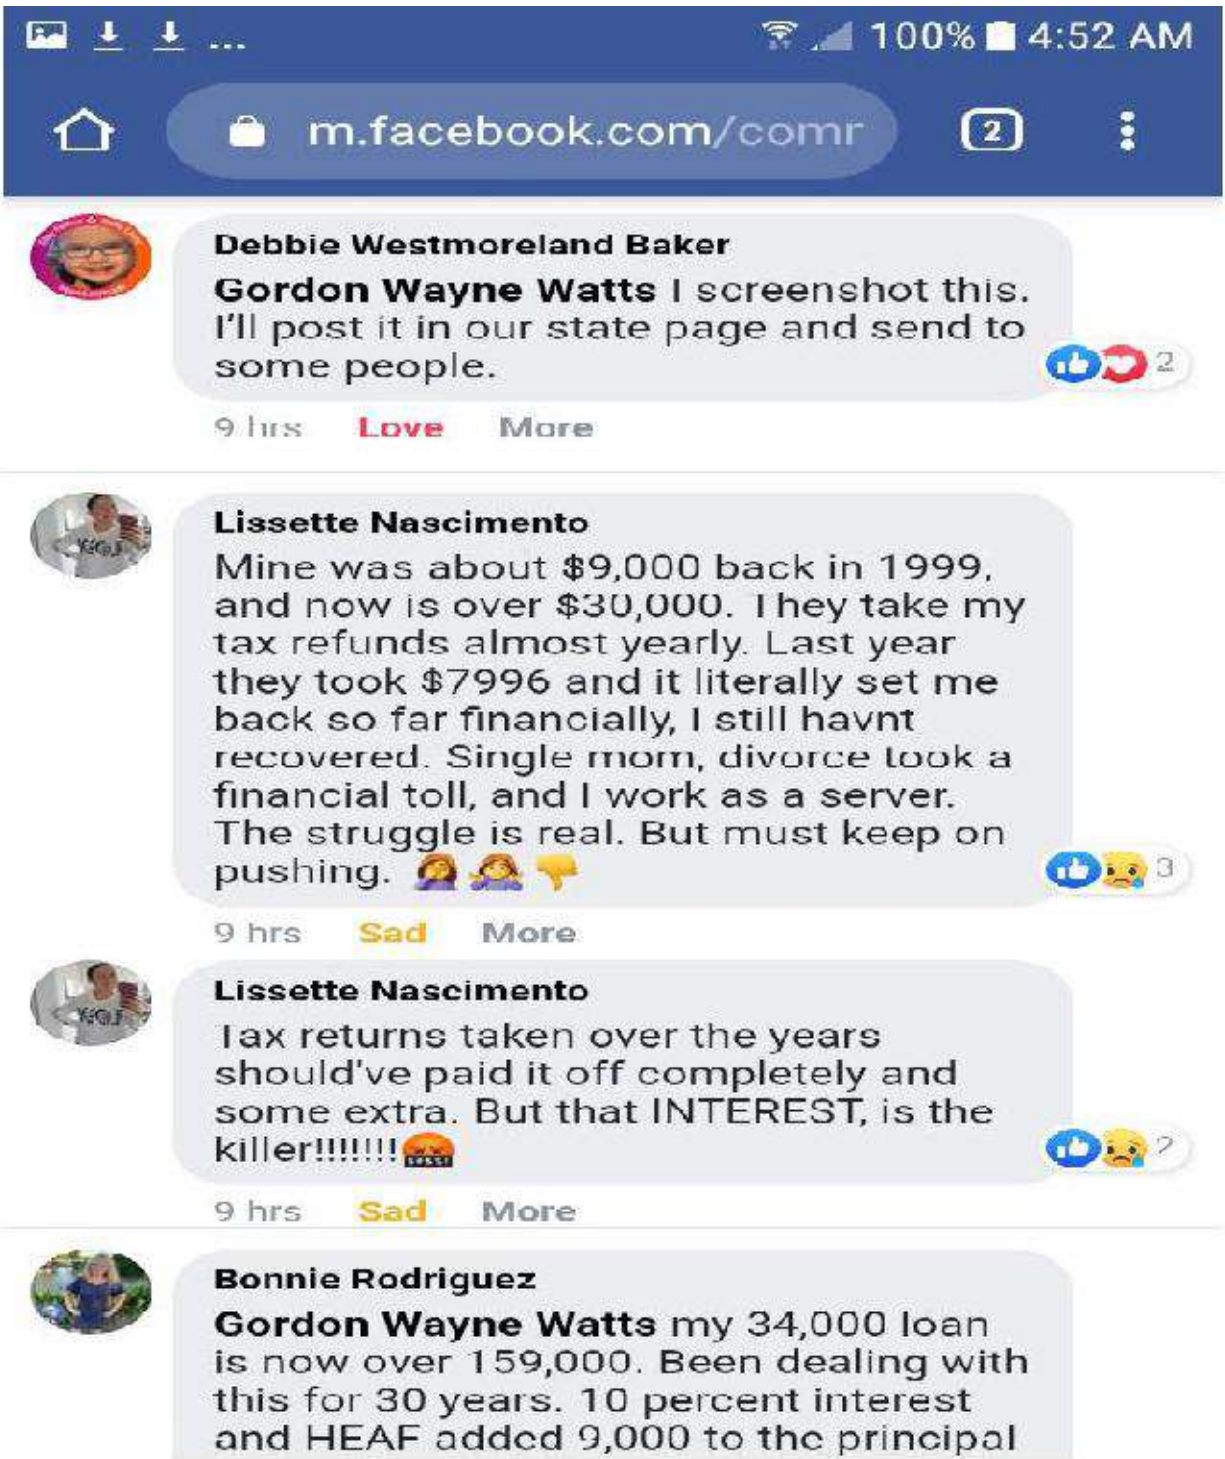 100% 4:52 AM
m.facebook.com/comr
2
Debbie Westmoreland Baker
Gordon Wayne Watts I screenshot this.
I'll post it in our state page and send to
some people.
2
9 hrs Love More
Lissette Nascimento
Mine was about $9,000 back in 1999,
and now is over $30,000. They take my
tax refunds almost yearly. Last year
they took $7996 and it literally set me
back so far financially, I still havnt
recovered. Single mom, divorce took a
financial toll, and I work as a server.
The struggle is real. But must keep on
pushing. 🤦‍♀️ 🙍‍♀️ 👎
3
9 hrs Sad More
Lissette Nascimento
Tax returns taken over the years
should've paid it off completely and
some extra. But that INTEREST, is the
killer!!!!!!!🤬
2
9 hrs Sad More
Bonnie Rodriguez
Gordon Wayne Watts my 34,000 loan
is now over 159,000. Been dealing with
this for 30 years. 10 percent interest
and HEAF added 9,000 to the principal